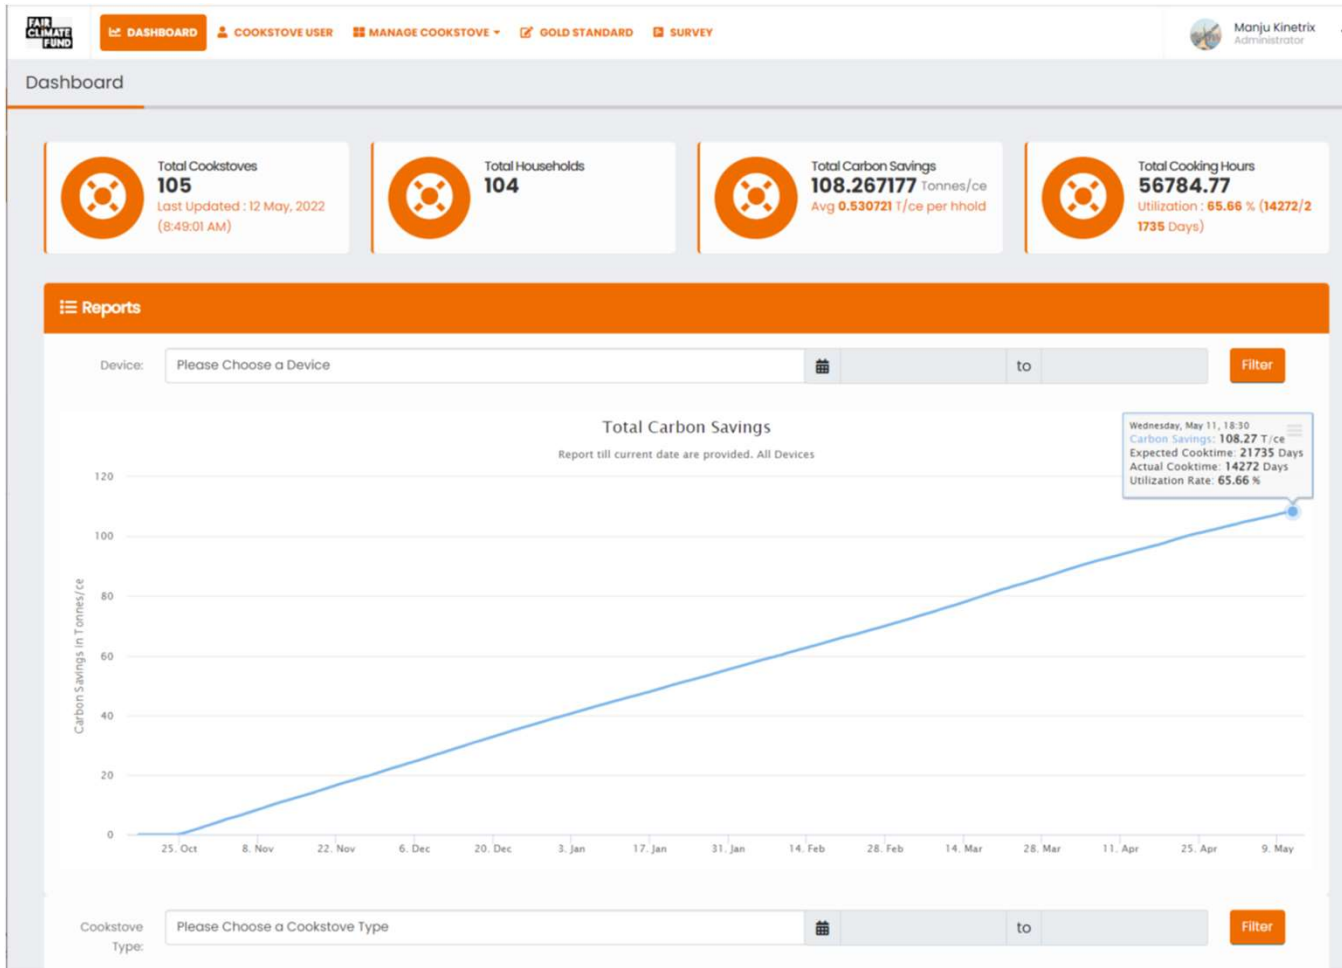 FAIR
CLIMATE
FUND
DASHBOARD
COOKSTOVE USER
MANAGE COOKSTOVE
GOLD STANDARD
SURVEY
Manju Kinetrix
Administrator
Dashboard
Total Cookstoves
105
Last Updated : 12 May, 2022
(8:49:01 AM)
Total Households
104
Total Carbon Savings
108.267177 Tonnes/ce
Avg 0.530721 T/ce per hhold
Total Cooking Hours
56784.77
Utilization : 65.66 % (14272/2
1735 Days)
Reports
Device:
Please Choose a Device
to
Filter
Total Carbon Savings
Report till current date are provided. All Devices
Wednesday, May 11, 18:30
Carbon Savings: 108.27 T/ce
Expected Cooktime: 21735 Days
Actual Cooktime: 14272 Days
Utilization Rate: 65.66 %
Carbon Savings in Tonnes/ce
120
100
80
60
40
20
0
25. Oct 8. Nov 22. Nov 6. Dec 20. Dec 3. Jan 17. Jan 31. Jan 14. Feb 28. Feb 14. Mar 28. Mar 11. Apr 25. Apr 9. May
Cookstove
Type:
Please Choose a Cookstove Type
to
Filter